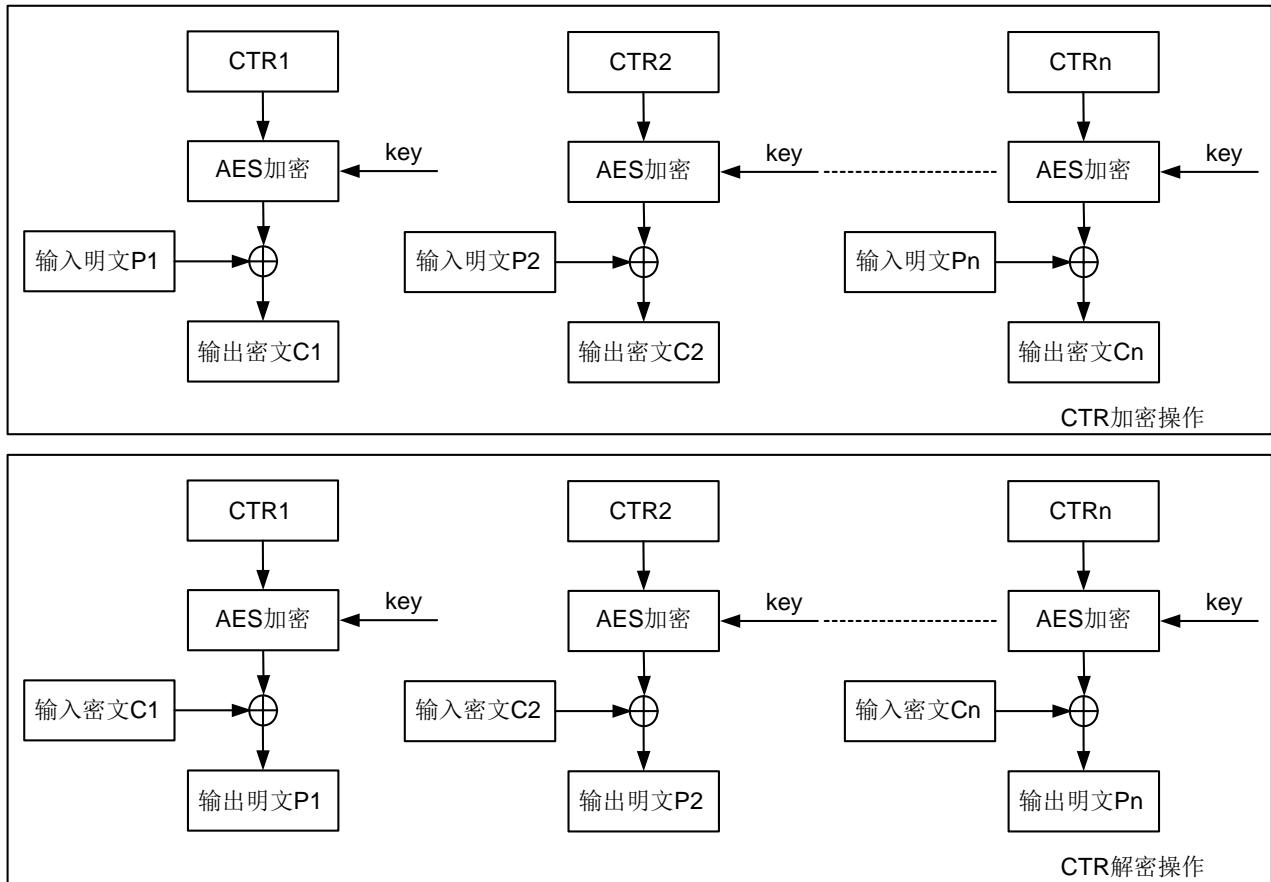 CTR1
CTR2
CTRn
AES加密
key
AES加密
key
AES加密
key
输入明文P1
输入明文P2
输入明文Pn
输出密文C1
输出密文C2
输出密文Cn
CTR加密操作
CTR1
CTR2
CTRn
AES加密
key
AES加密
key
AES加密
key
输入密文C1
输入密文C2
输入密文Cn
输出明文P1
输出明文P2
输出明文Pn
CTR解密操作